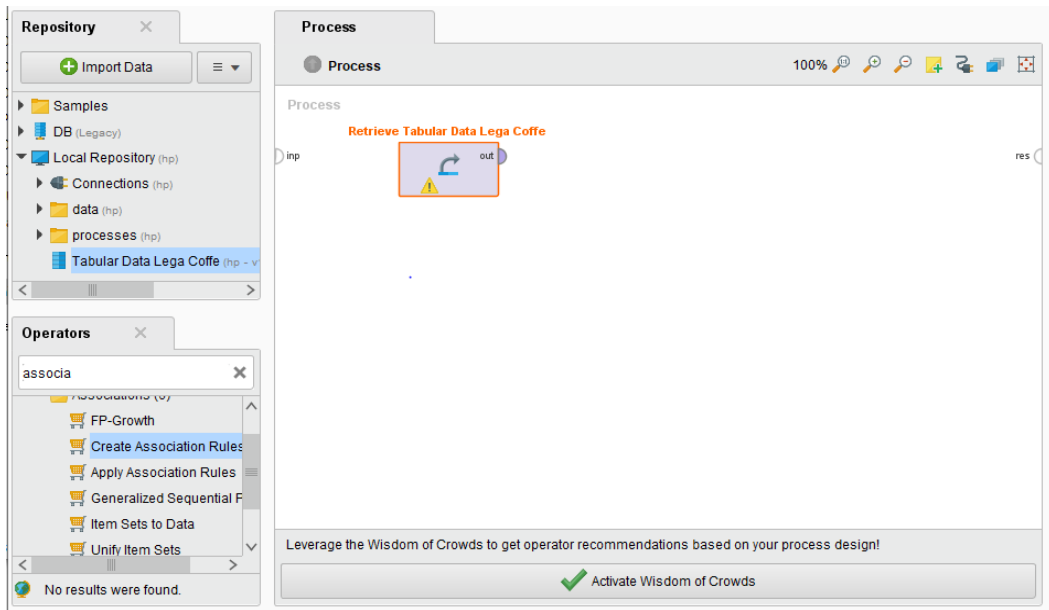 Repository
Import Data
Samples
DB (Legacy)
Local Repository (hp)
Connections (hp)
data (hp)
processes (hp)
Tabular Data Lega Coffe (hp - v
Operators
associa
Associations (6)
FP-Growth
Create Association Rules
Apply Association Rules
Generalized Sequential P
Item Sets to Data
Unify Item Sets
No results were found.
Process
Process
100%
Process
Retrieve Tabular Data Lega Coffe
inp
out
res
Leverage the Wisdom of Crowds to get operator recommendations based on your process design!
Activate Wisdom of Crowds